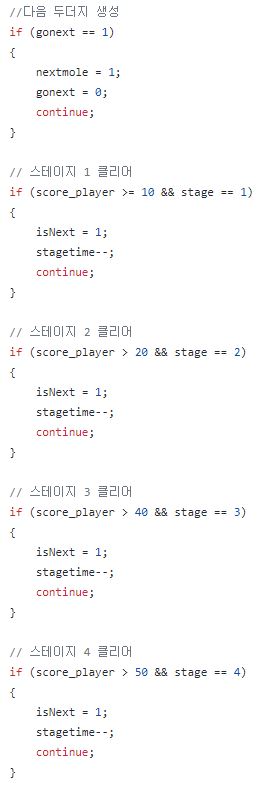 //다음 두더지 생성
if (gonext == 1)
{
    nextmole = 1;
    gonext = 0;
    continue;
}

// 스테이지 1 클리어
if (score_player >= 10 && stage == 1)
{
    isNext = 1;
    stagetime--;
    continue;
}

// 스테이지 2 클리어
if (score_player > 20 && stage == 2)
{
    isNext = 1;
    stagetime--;
    continue;
}

// 스테이지 3 클리어
if (score_player > 40 && stage == 3)
{
    isNext = 1;
    stagetime--;
    continue;
}

// 스테이지 4 클리어
if (score_player > 50 && stage == 4)
{
    isNext = 1;
    stagetime--;
    continue;
}